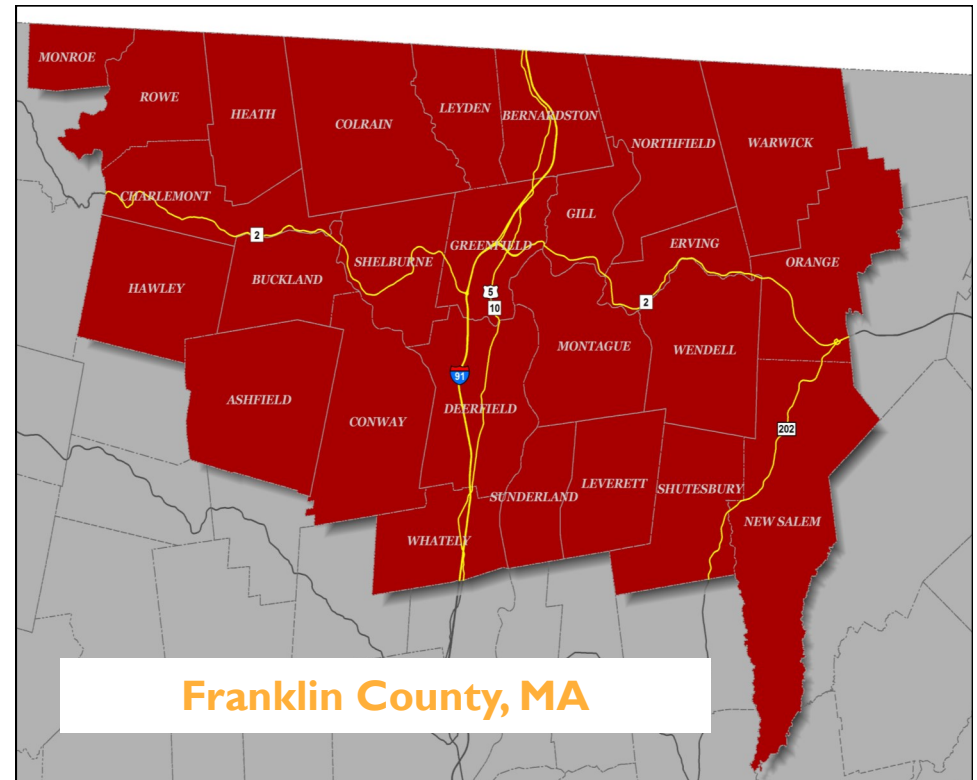 MONROE
ROWE
HEATH
COLRAIN
LEYDEN
BERNARDSTON
NORTHFIELD
WARWICK
CHARLEMONT
2
SHELBURNE
GREENFIELD
GILL
ERVING
ORANGE
HAWLEY
BUCKLAND
5
10
2
MONTAGUE
WENDELL
91
ASHFIELD
CONWAY
DEERFIELD
202
SUNDERLAND
LEVERETT
SHUTESBURY
NEW SALEM
WHATELY
Franklin County, MA